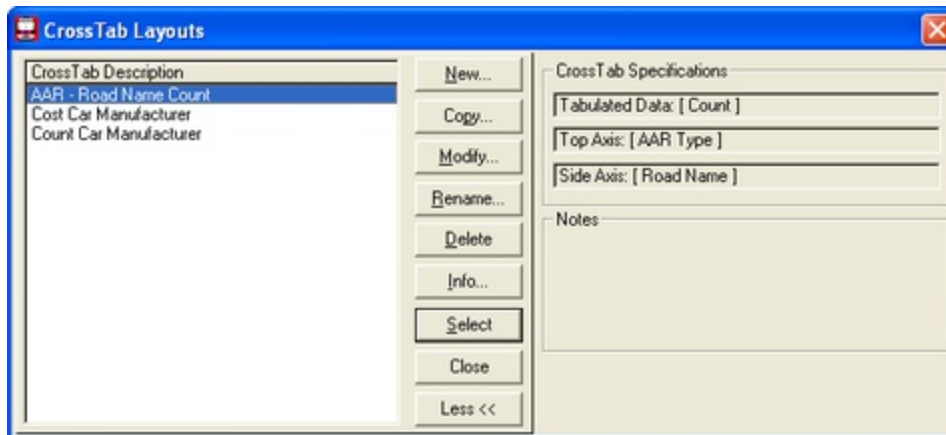 CrossTab Layouts
CrossTab Description
AAR - Road Name Count
Cost Car Manufacturer
Count Car Manufacturer
New...
Copy...
Modify...
Rename...
Delete
Info...
Select
Close
Less <<
CrossTab Specifications
Tabulated Data: [ Count ]
Top Axis: [ AAR Type ]
Side Axis: [ Road Name ]
Notes